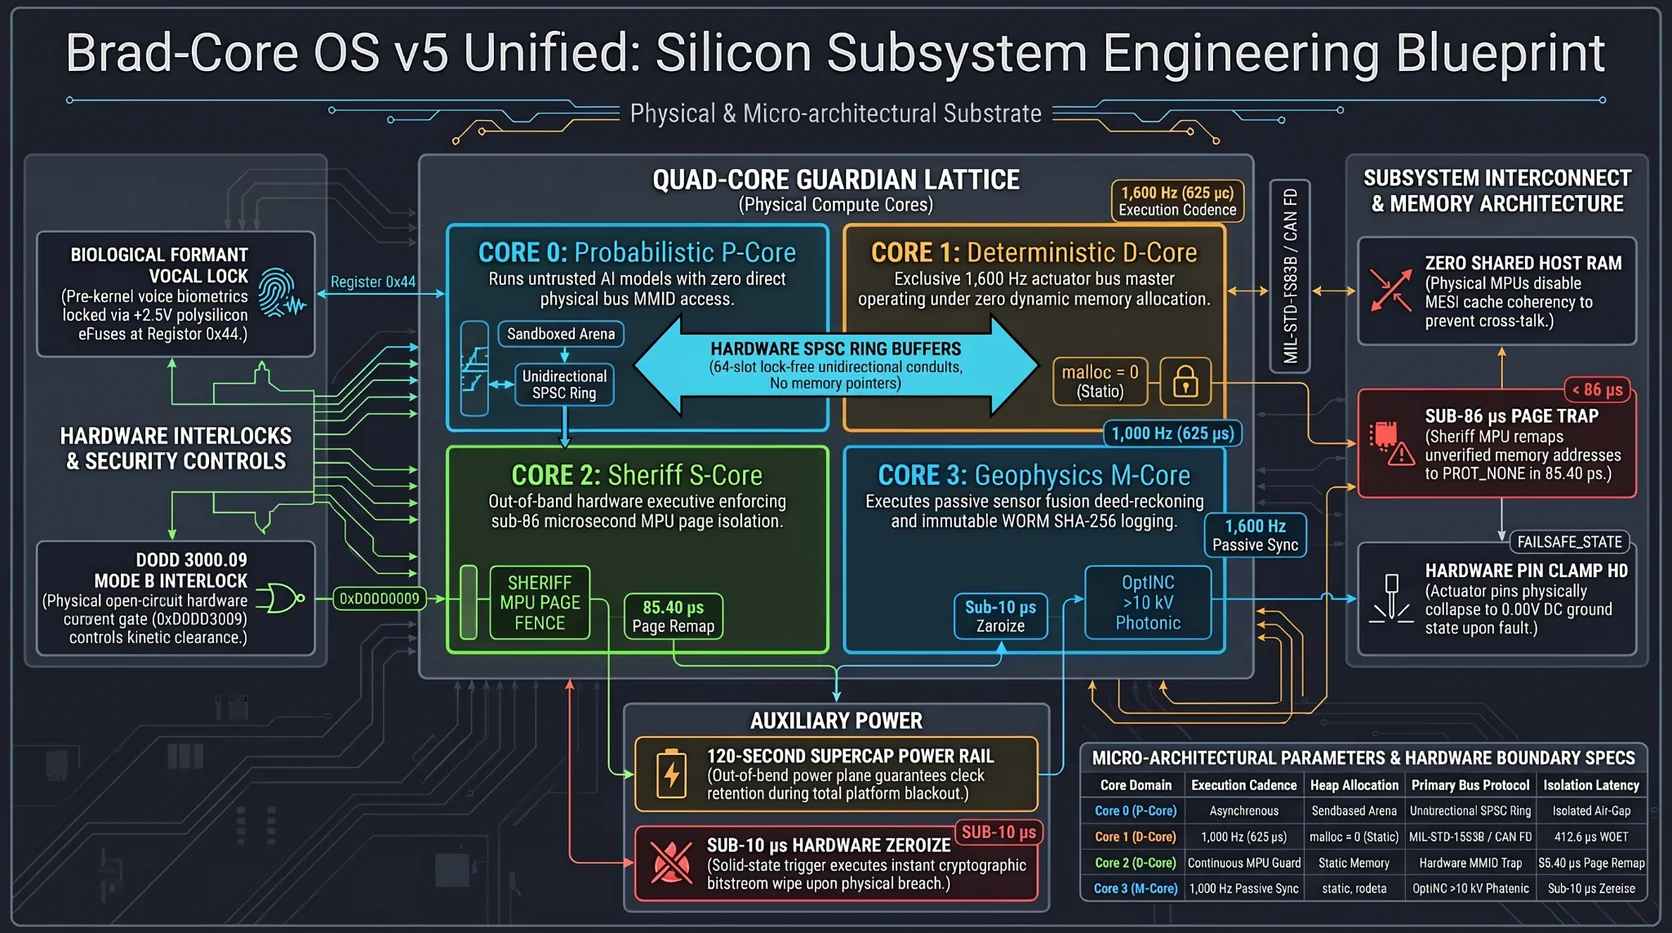 Brad-Core OS v5 Unified: Silicon Subsystem Engineering Blueprint
Physical & Micro-architectural Substrate
BIOLOGICAL FORMANT
VOCAL LOCK
(Pre-kernel voice biometrics
locked via +2.5V polysilicon
eFuses at Registor 0x44.)
Register 0x44
HARDWARE INTERLOCKS
& SECURITY CONTROLS
DODD 3000.09
MODE B INTERLOCK
(Physical open-circuit hardware
current gate (0xDDDD3009)
controls kinetic clearance.)
0xDDDD0009
QUAD-CORE GUARDIAN LATTICE
(Physical Compute Cores)
1,600 Hz (625 µc)
Execution Codence
CORE 0: Probabilistic P-Core
Runs untrusted AI models with zero direct
physical bus MMID access.
Sandboxed Arena
Unidirectional
SPSC Ring
HARDWARE SPSC RING BUFFERS
(64-slot lock-free unidirectional conduits,
No memory pointers)
CORE 1: Deterministic D-Core
Exclusive 1,600 Hz actuator bus master
operating under zero dynamic memory allocation.
malloc = 0
(Statio)
1,000 Hz (625 µs)
CORE 2: Sheriff S-Core
Out-of-band hardware executive enforcing
sub-86 microsecond MPU page isolation.
SHERIFF
MPU PAGE
FENCE
85.40 µs
Page Remap
CORE 3: Geophysics M-Core
Executes passive sensor fusion deed-reckoning
and immutable WORM SHA-256 logging.
1,600 Hz
Passive Sync
Sub-10 µs
Zaroize
OptINC
>10 kV
Photonic
MIL-STD-FS83B / CAN FD
SUBSYSTEM INTERCONNECT
& MEMORY ARCHITECTURE
ZERO SHARED HOST RAM
(Physical MPUs disable
MESI cache coherency to
prevent cross-talk.)
< 86 µs
SUB-86 µs PAGE TRAP
(Sheriff MPU remaps
unverified memory addresses
to PROT_NONE in 85.40 ps.)
FAILSAFE_STATE
HARDWARE PIN CLAMP HD
(Actuator pins physically
collapse to 0.00V DC ground
state upon fault.)
AUXILIARY POWER
120-SECOND SUPERCAP POWER RAIL
(Out-of-bend power plane guarantees cleck
retention during total platform blackout.)
SUB-10 µs
SUB-10 µs HARDWARE ZEROIZE
(Solid-state trigger executes instant cryptographic
bitstreom wipe upon physical breach.)
MICRO-ARCHITECTURAL PARAMETERS & HARDWARE BOUNDARY SPECS
Core Domain Execution Cadence Heap Allocation Primary Bus Protocol Isolation Latency
Core 0 (P-Core) Asynchrenous Sendbased Arena Unabirectional SPSC Ring Isolated Air-Gap
Core 1 (D-Core) 1,000 Hz (625 µs) malloc = 0 (Static) MIL-STD-15S3B / CAN FD 412.6 µs WOET
Core 2 (D-Core) Continuous MPU Guard Static Memory Hardware MMID Trap S5.40 µs Page Remap
Core 3 (M-Core) 1,000 Hz Passive Sync static, rodeta OptiNC >10 kV Phatenic Sub-10 µs Zereise